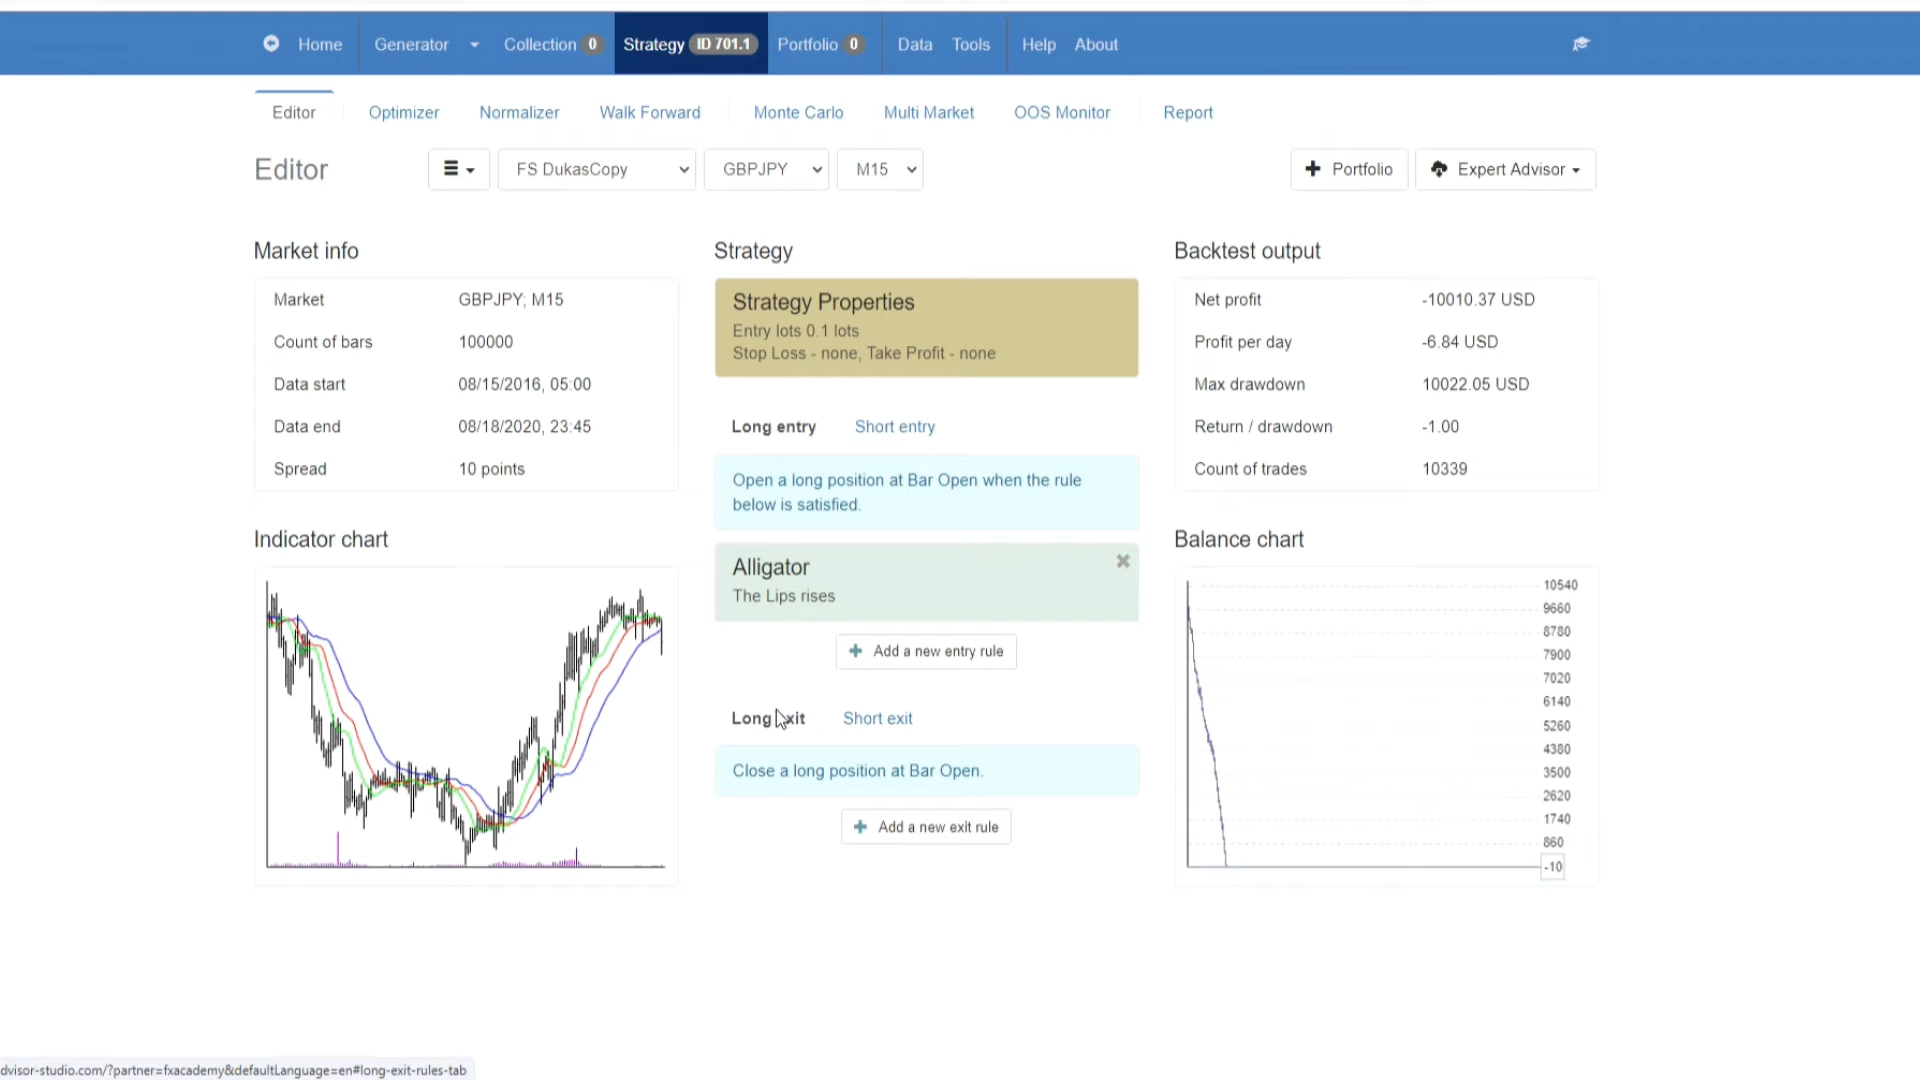 Home
Generator
Collection 0
Strategy ID 701.1
Portfolio 0
Data
Tools
Help
About
Editor
Optimizer
Normalizer
Walk Forward
Monte Carlo
Multi Market
OOS Monitor
Report
Editor
FS DukasCopy
GBPJPY
M15
Portfolio
Expert Advisor
Market info
Market GBPJPY; M15
Count of bars 100000
Data start 08/15/2016, 05:00
Data end 08/18/2020, 23:45
Spread 10 points
Indicator chart
Strategy
Strategy Properties
Entry lots 0.1 lots
Stop Loss - none, Take Profit - none
Long entry Short entry
Open a long position at Bar Open when the rule
below is satisfied.
Alligator
The Lips rises
Add a new entry rule
Long exit Short exit
Close a long position at Bar Open.
Add a new exit rule
Backtest output
Net profit -10010.37 USD
Profit per day -6.84 USD
Max drawdown 10022.05 USD
Return / drawdown -1.00
Count of trades 10339
Balance chart
10540
9660
8780
7900
7020
6140
5260
4380
3500
2620
1740
860
-10
dvisor-studio.com/?partner=fxacademy&defaultLanguage=en#long-exit-rules-tab